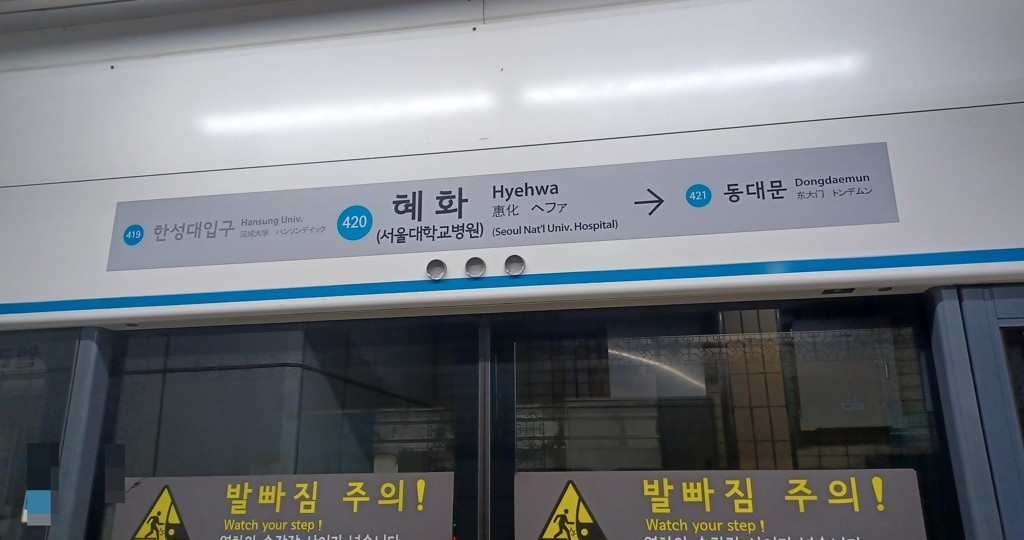 419 한성대입구 Hansung Univ.
汉城大学 ハンソンデイック
420 혜화 Hyehwa
惠化 ヘファ
(서울대학교병원) (Seoul Nat'l Univ. Hospital)
→ 421 동대문 Dongdaemun
东大门 トンデムン
발빠짐 주의!
Watch your step!
발빠짐 주의!
Watch your step!